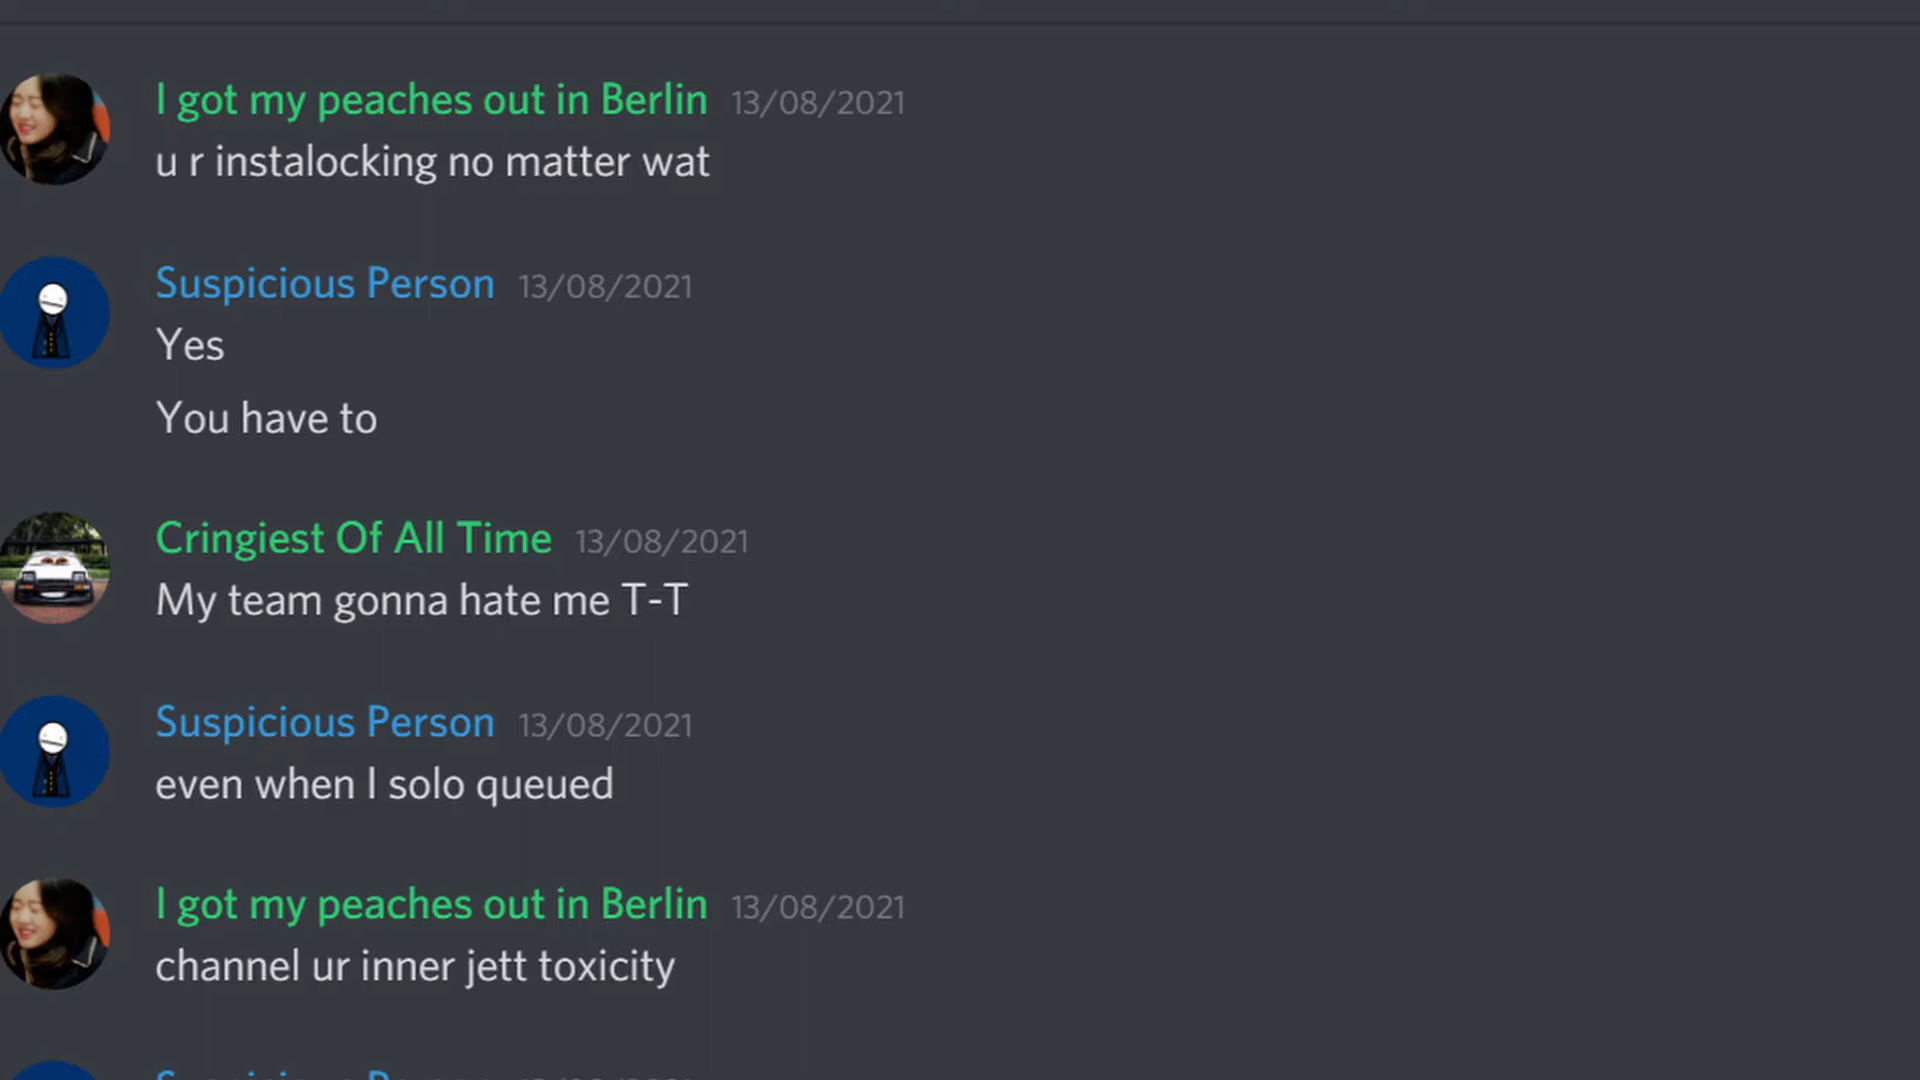 I got my peaches out in Berlin 13/08/2021
u r instalocking no matter wat
Suspicious Person 13/08/2021
Yes
You have to
Cringiest Of All Time 13/08/2021
My team gonna hate me T-T
Suspicious Person 13/08/2021
even when I solo queued
I got my peaches out in Berlin 13/08/2021
channel ur inner jett toxicity